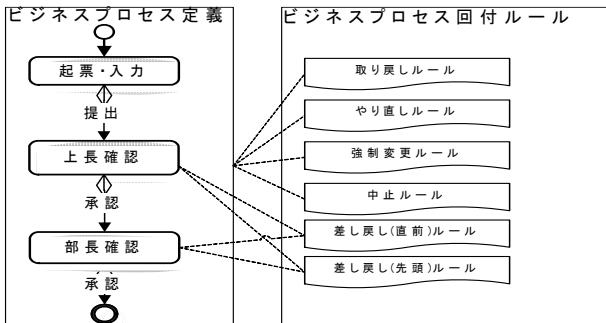 ビジネスプロセス定義
起票・入力
提出
上長確認
承認
部長確認
承認
ビジネスプロセス回付ルール
取り戻しルール
やり直しルール
強制変更ルール
中止ルール
差し戻し(直前)ルール
差し戻し(先頭)ルール